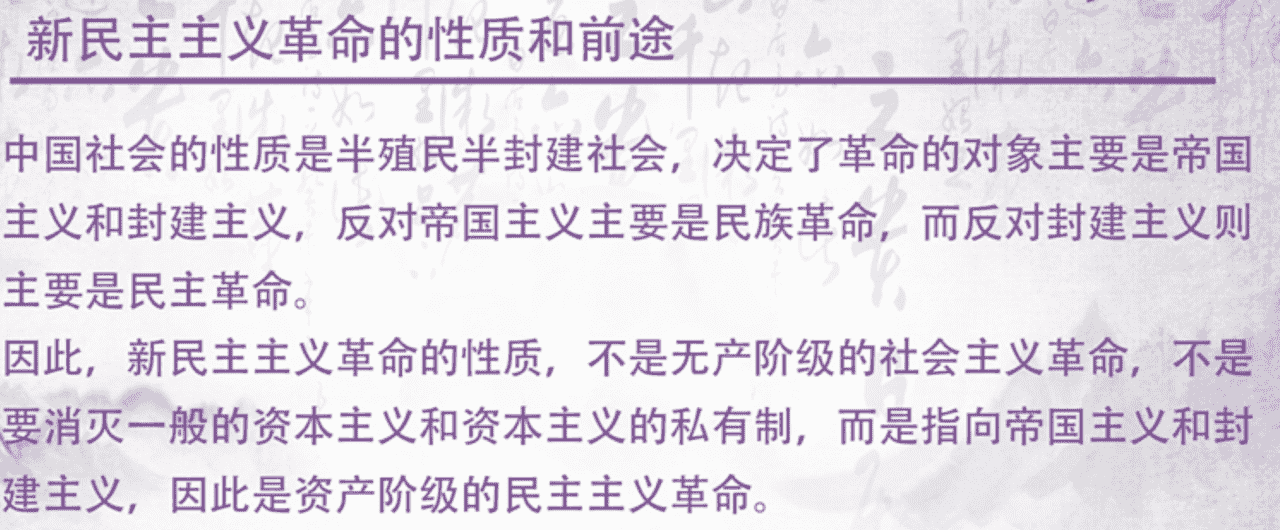 新民主主义革命的性质和前途
中国社会的性质是半殖民半封建社会，决定了革命的对象主要是帝国
主义和封建主义，反对帝国主义主要是民族革命，而反对封建主义则
主要是民主革命。
因此，新民主主义革命的性质，不是无产阶级的社会主义革命，不是
要消灭一般的资本主义和资本主义的私有制，而是指向帝国主义和封
建主义，因此是资产阶级的民主主义革命。